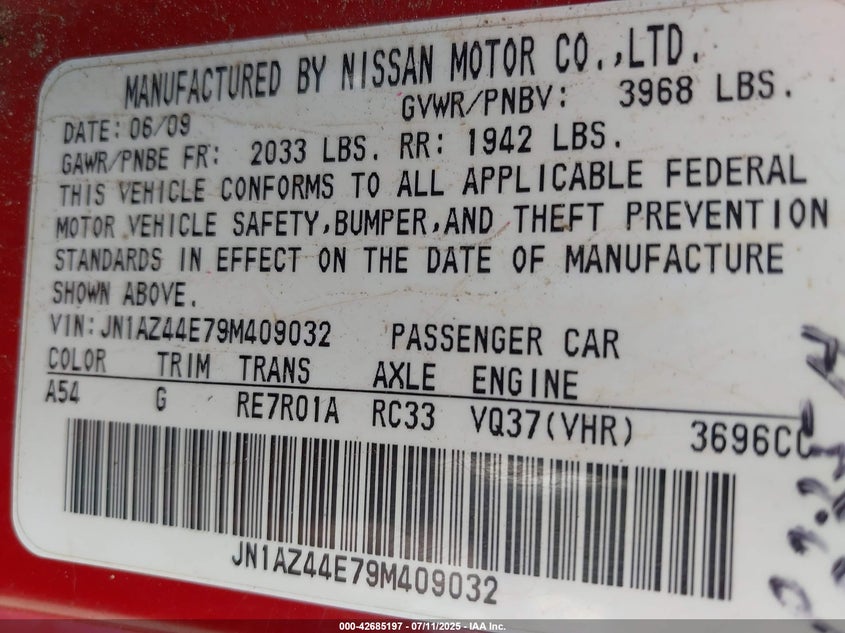 MANUFACTURED BY NISSAN MOTOR CO.,LTD.
DATE: 06/09 GVWR/PNBV: 3968 LBS.
GAWR/PNBE FR: 2033 LBS. RR: 1942 LBS.
THIS VEHICLE CONFORMS TO ALL APPLICABLE FEDERAL
MOTOR VEHICLE SAFETY,BUMPER,AND THEFT PREVENTION
STANDARDS IN EFFECT ON THE DATE OF MANUFACTURE
SHOWN ABOVE.
VIN:JN1AZ44E79M409032 PASSENGER CAR
COLOR TRIM TRANS AXLE ENGINE
A54 G RE7R01A RC33 VQ37(VHR) 3696CC
JN1AZ44E79M409032
000-42685197 - 07/11/2025 - IAA Inc.